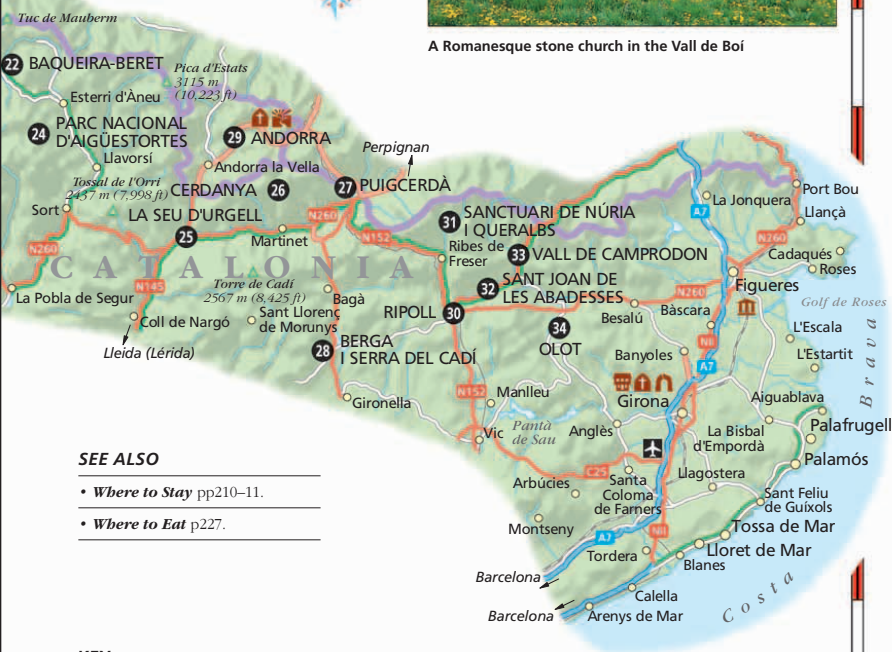 Tuc de Mauberm
A Romanesque stone church in the Vall de Boí
22 BAQUEIRA-BERET
Pica d'Estats
3115 m
(10,223 ft)
Esterri d'Àneu
24 PARC NACIONAL
D'AIGÜESTORTES
29 ANDORRA
Llavorsí
Andorra la Vella
Perpignan
Tossal de l'Orri
2437 m (7,998 ft)
CERDANYA 26
27 PUIGCERDÀ
Sort
LA SEU D'URGELL
25
N260
Martinet
N152
31 SANCTUARI DE NÚRIA
I QUERALBS
Ribes de
Freser
33 VALL DE CAMPRODON
A7
La Jonquera
Port Bou
Llançà
N260
Cadaqués
Roses
N260
CATALONIA
N145
Torre de Cadí
2567 m (8,425 ft)
32 SANT JOAN DE
LES ABADESSES
N260
Figueres
Golf de Roses
La Pobla de Segur
Coll de Nargó
Sant Llorenç
de Morunys
Bagà
RIPOLL 30
Besalú
Bàscara
Lleida (Lérida)
28 BERGA
I SERRA DEL CADÍ
34
OLOT
NII
L'Escala
Banyoles
A7
L'Estartit
Gironella
N152
Manlleu
Girona
Aiguablava
Vic
Pantà
de Sau
Anglès
La Bisbal
d'Empordà
Palafrugell
C25
Palamós
Arbúcies
Santa
Coloma
de Farners
Llagostera
Sant Feliu
de Guíxols
Montseny
A7
NII
Tossa de Mar
Tordera
Lloret de Mar
Blanes
Barcelona
Calella
Barcelona
Arenys de Mar
Costa Brava
SEE ALSO
• Where to Stay pp210–11.
• Where to Eat p227.